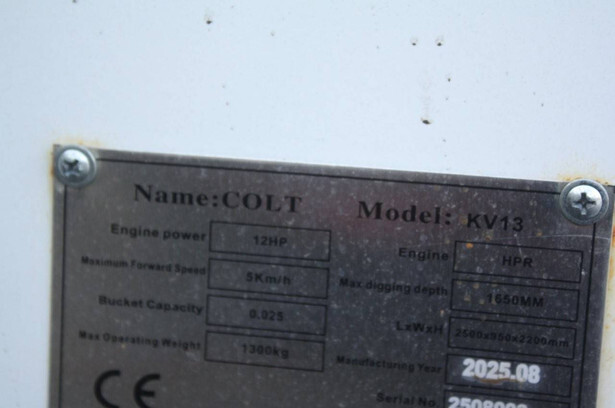 Name:COLT Model: KV13
Engine power 12HP Engine HPR
Maximum Forward Speed 5Km/h Max digging depth 1650MM
Bucket Capacity 0.025 LxWxH 2500x950x2200mm
Max Operating Weight 1300kg Manufacturing Year 2025.08
CE Serial No.